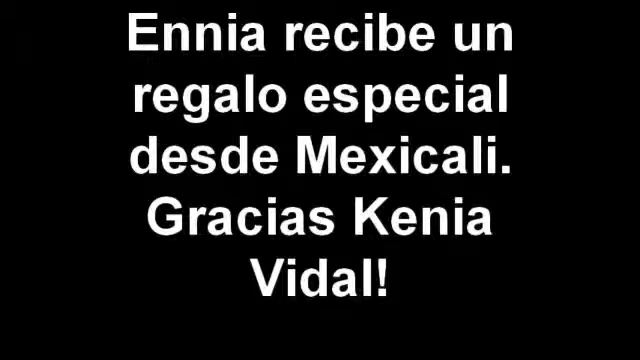 Ennia recibe un
regalo especial
desde Mexicali.
Gracias Kenia
Vidal!